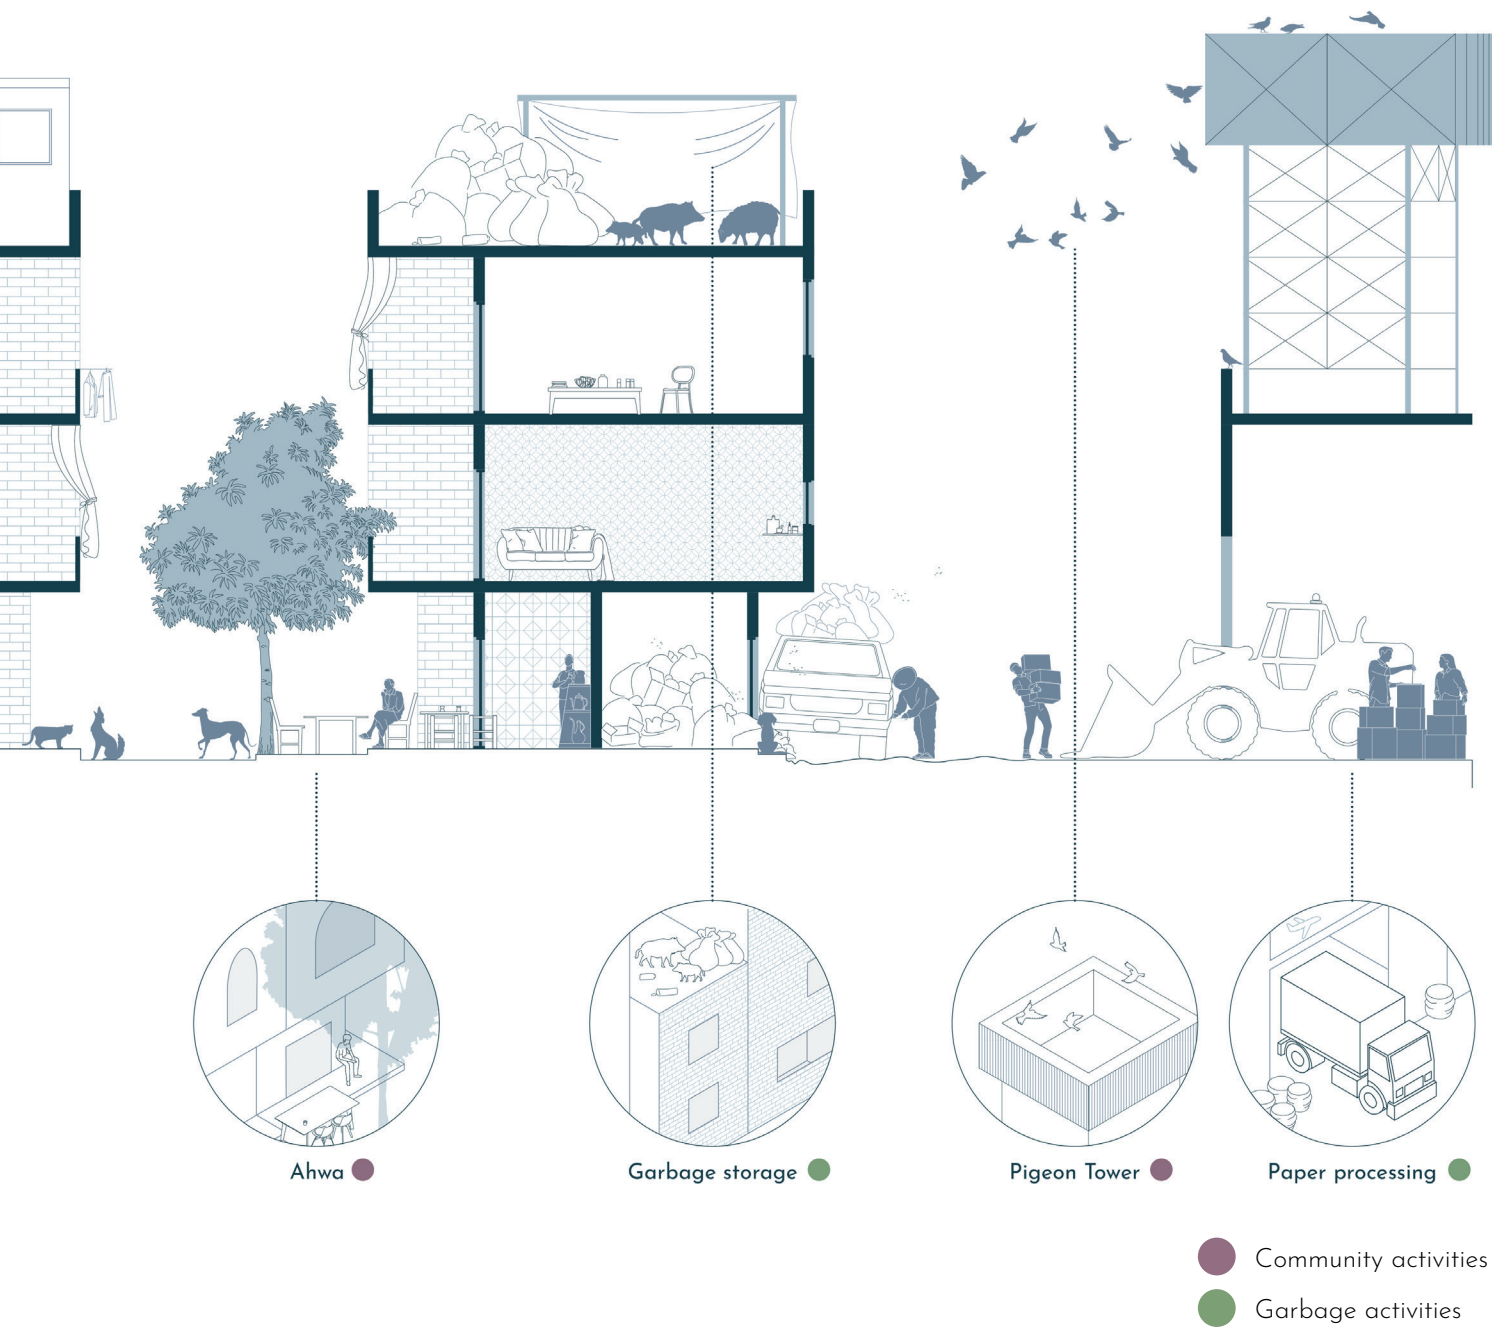 Ahwa
Garbage storage
Pigeon Tower
Paper processing
Community activities
Garbage activities